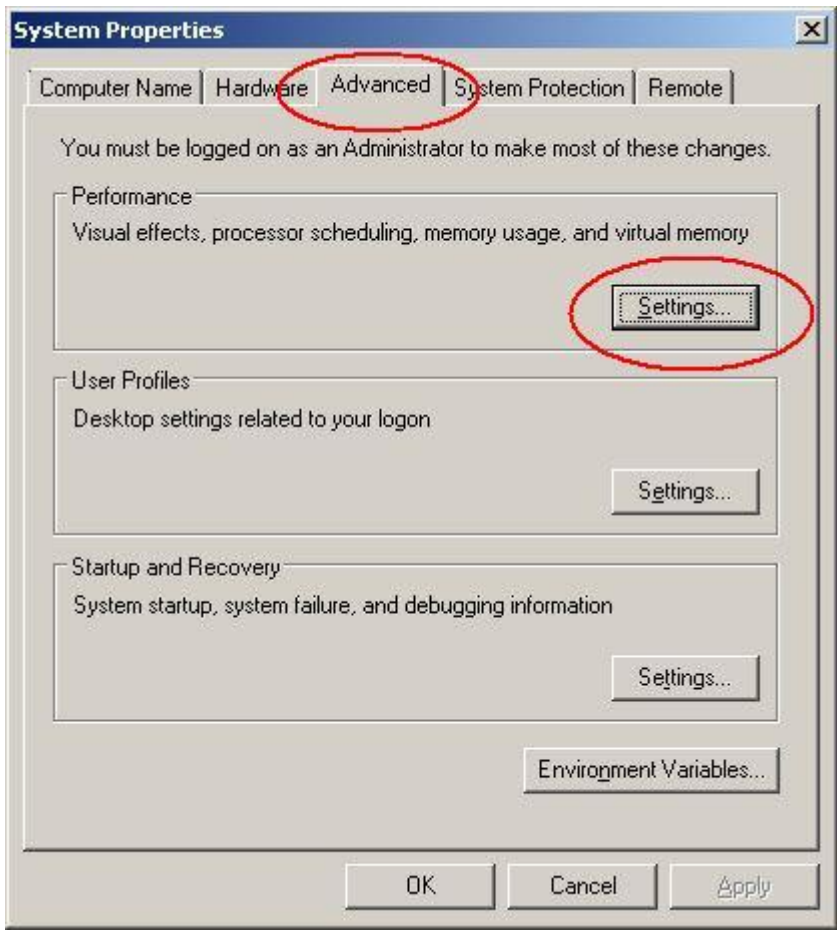 System Properties
Computer Name Hardware Advanced System Protection Remote
You must be logged on as an Administrator to make most of these changes.
Performance
Visual effects, processor scheduling, memory usage, and virtual memory
Settings...
User Profiles
Desktop settings related to your logon
Settings...
Startup and Recovery
System startup, system failure, and debugging information
Settings...
Environment Variables...
OK Cancel Apply